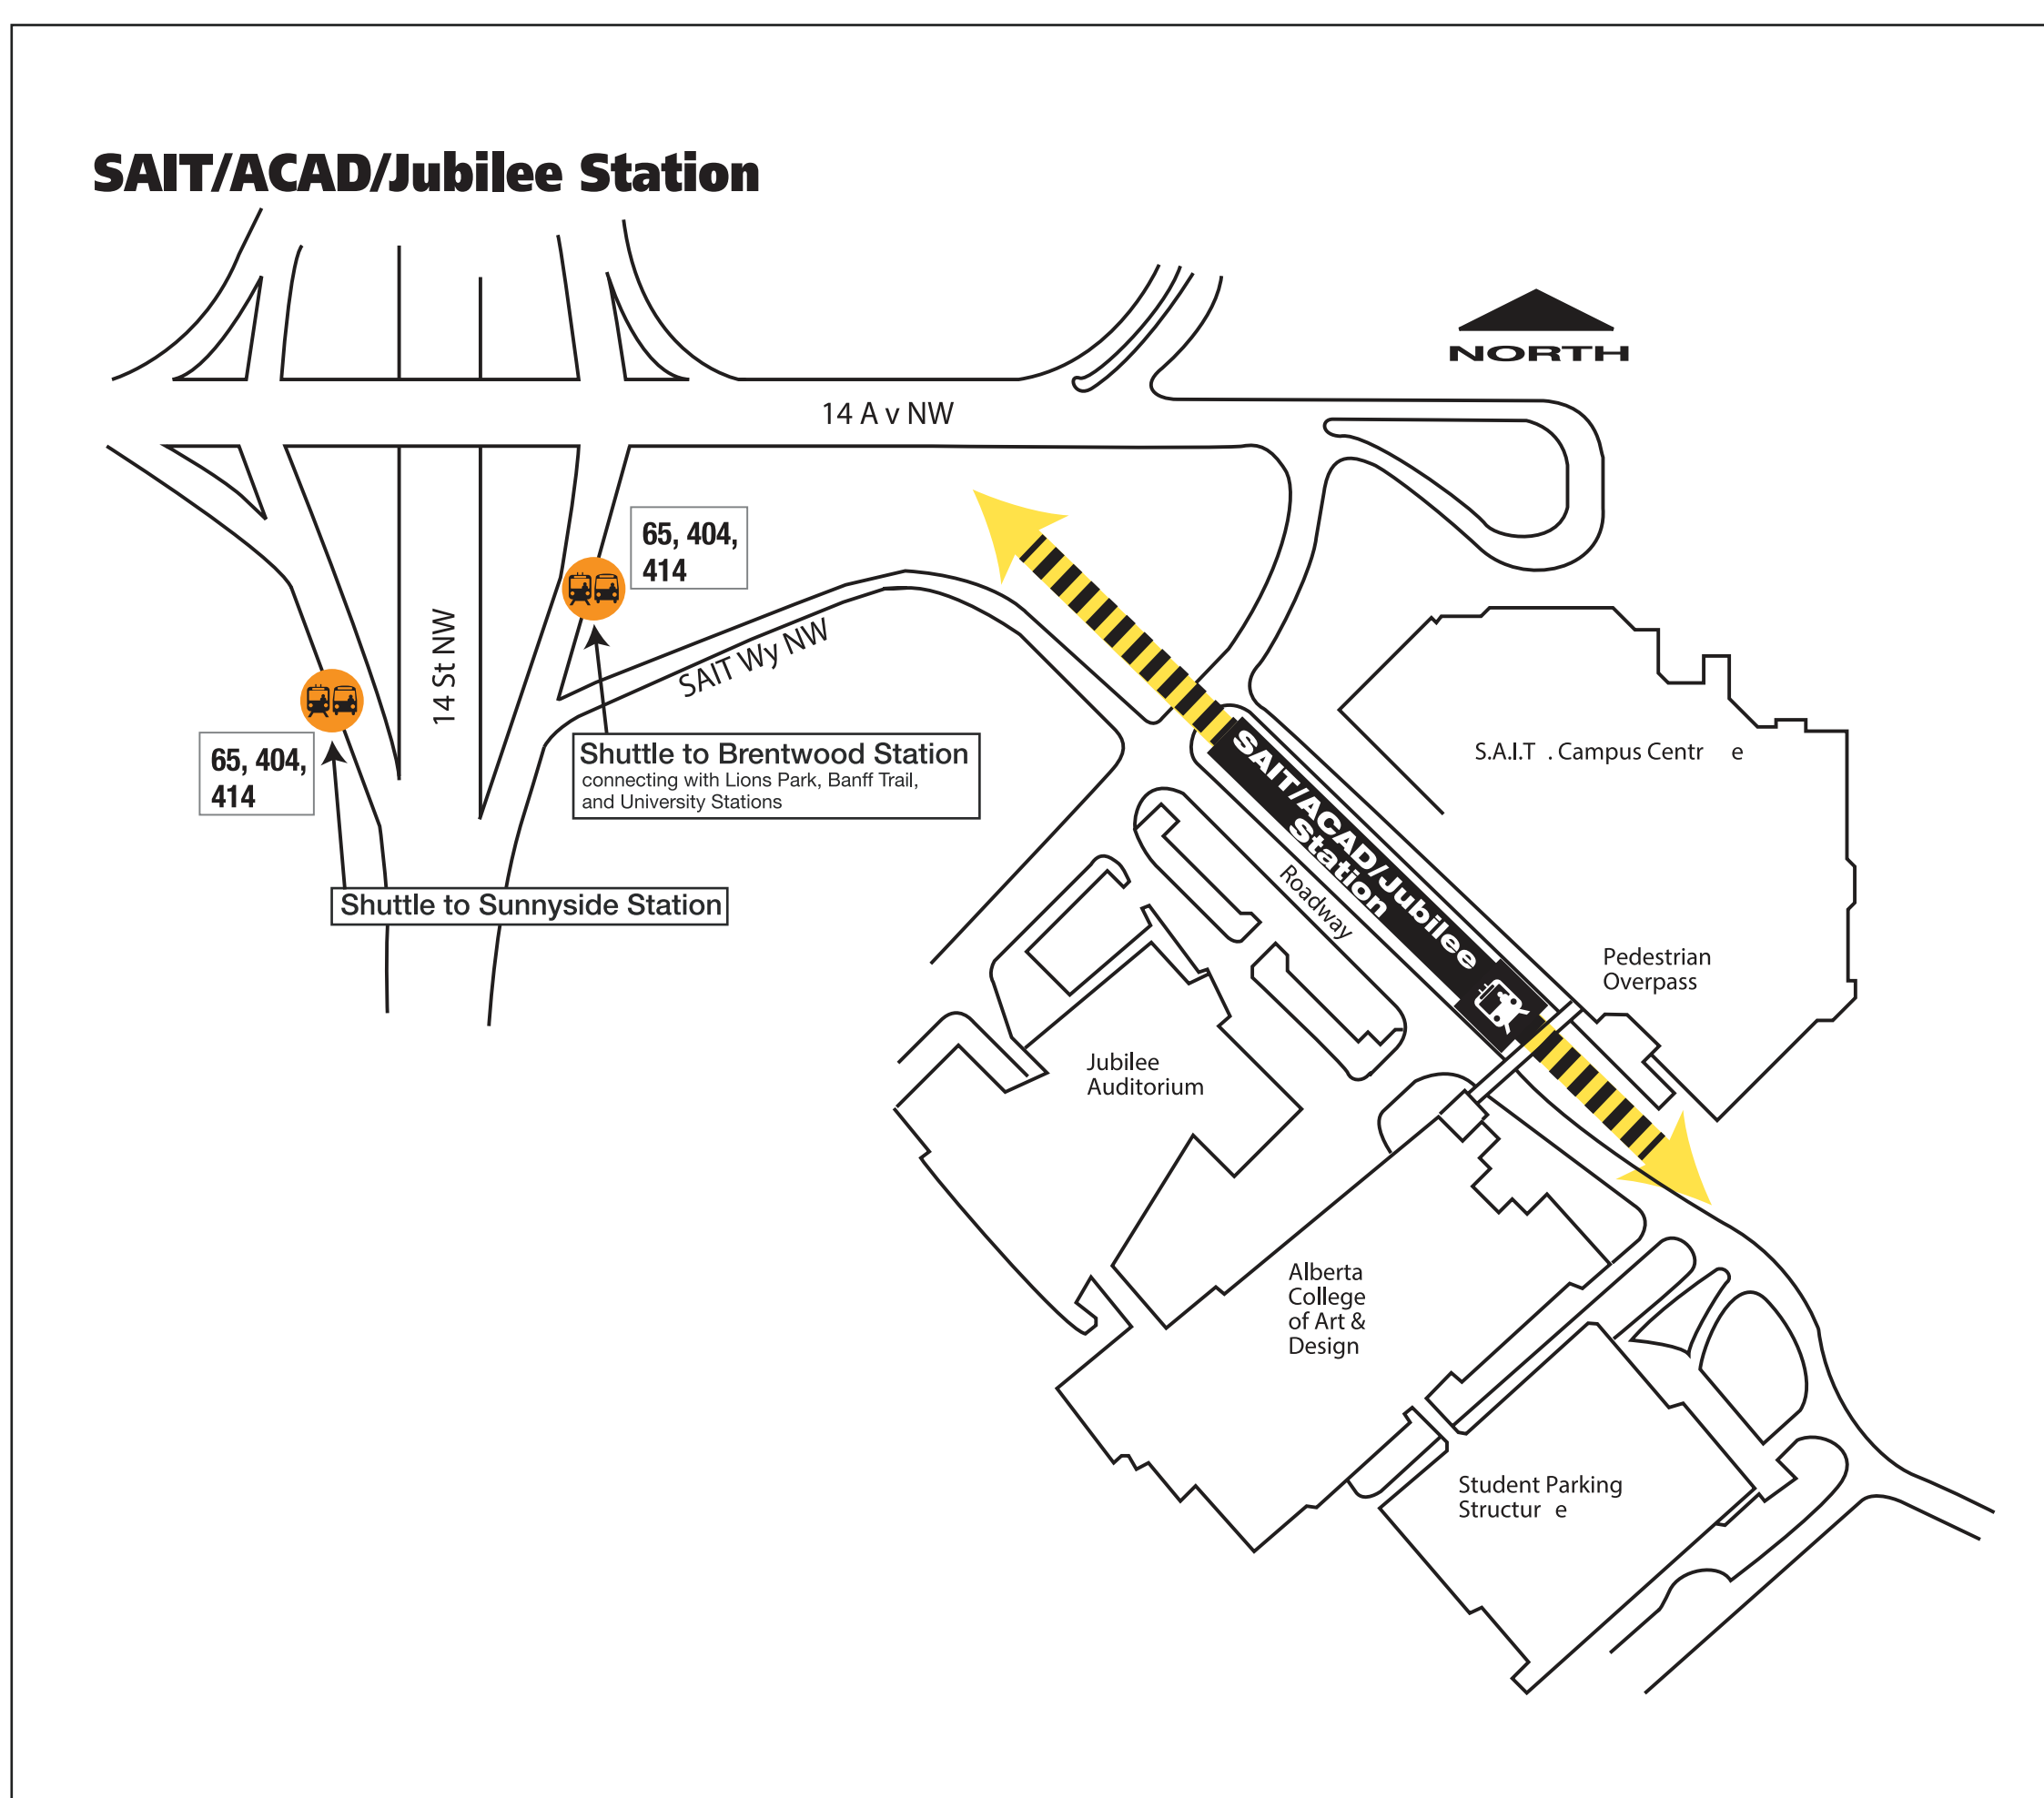 SAIT/ACAD/Jubilee Station
NORTH
14 A v NW
65, 404,
414
14 St NW
SAIT Wy NW
65, 404,
414
Shuttle to Brentwood Station
connecting with Lions Park, Banff Trail,
and University Stations
Shuttle to Sunnyside Station
S.A.I.T . Campus Centr e
SAIT/ACAD/Jubilee
Station
Roadway
Pedestrian
Overpass
Jubilee
Auditorium
Alberta
College
of Art &
Design
Student Parking
Structur e